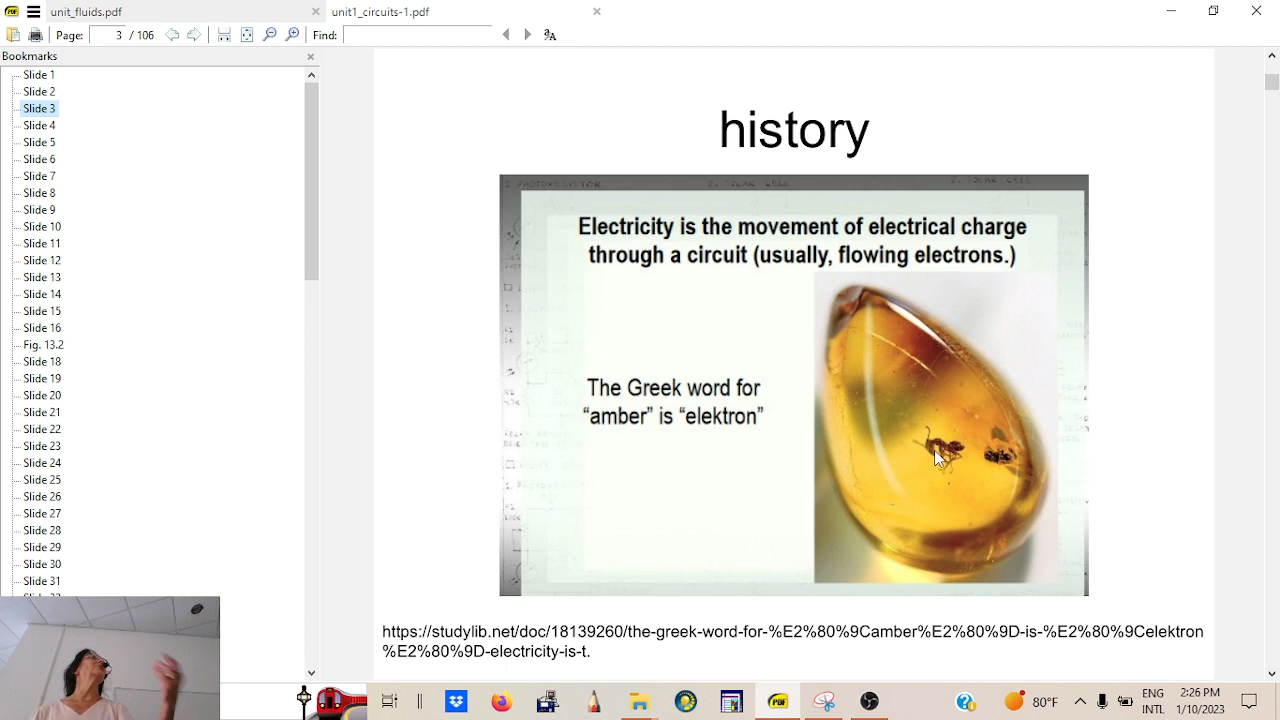 unit_fluids.pdf
unit1_circuits-1.pdf
Page: 3 / 106
Find:
Bookmarks
Slide 1
Slide 2
Slide 3
Slide 4
Slide 5
Slide 6
Slide 7
Slide 8
Slide 9
Slide 10
Slide 11
Slide 12
Slide 13
Slide 14
Slide 15
Slide 16
Fig. 13.2
Slide 18
Slide 19
Slide 20
Slide 21
Slide 22
Slide 23
Slide 24
Slide 25
Slide 26
Slide 27
Slide 28
Slide 29
Slide 30
Slide 31
history
Electricity is the movement of electrical charge
through a circuit (usually, flowing electrons.)
The Greek word for
“amber” is “elektron”
https://studylib.net/doc/18139260/the-greek-word-for-%E2%80%9Camber%E2%80%9D-is-%E2%80%9Celektron
%E2%80%9D-electricity-is-t.
PDF
80°F
ENG
INTL
2:26 PM
1/10/2023